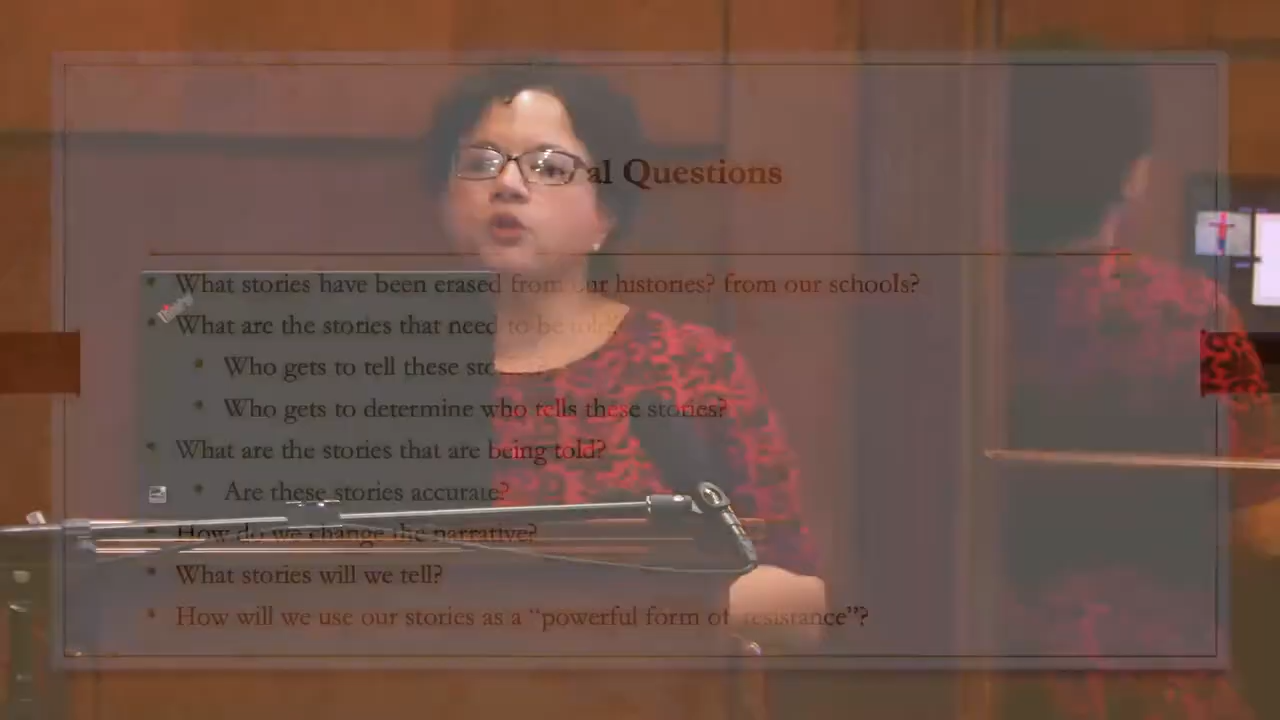 al Questions
What stories have been erased from our histories? from our schools?
What are the stories that need to be told?
Who gets to tell these
Who gets to determine who tells these stories?
What are the stories that are being told?
Are these stories accurate?
How do we change the narrative?
What stories will we tell?
How will we use our stories as a “powerful form of resistance”?